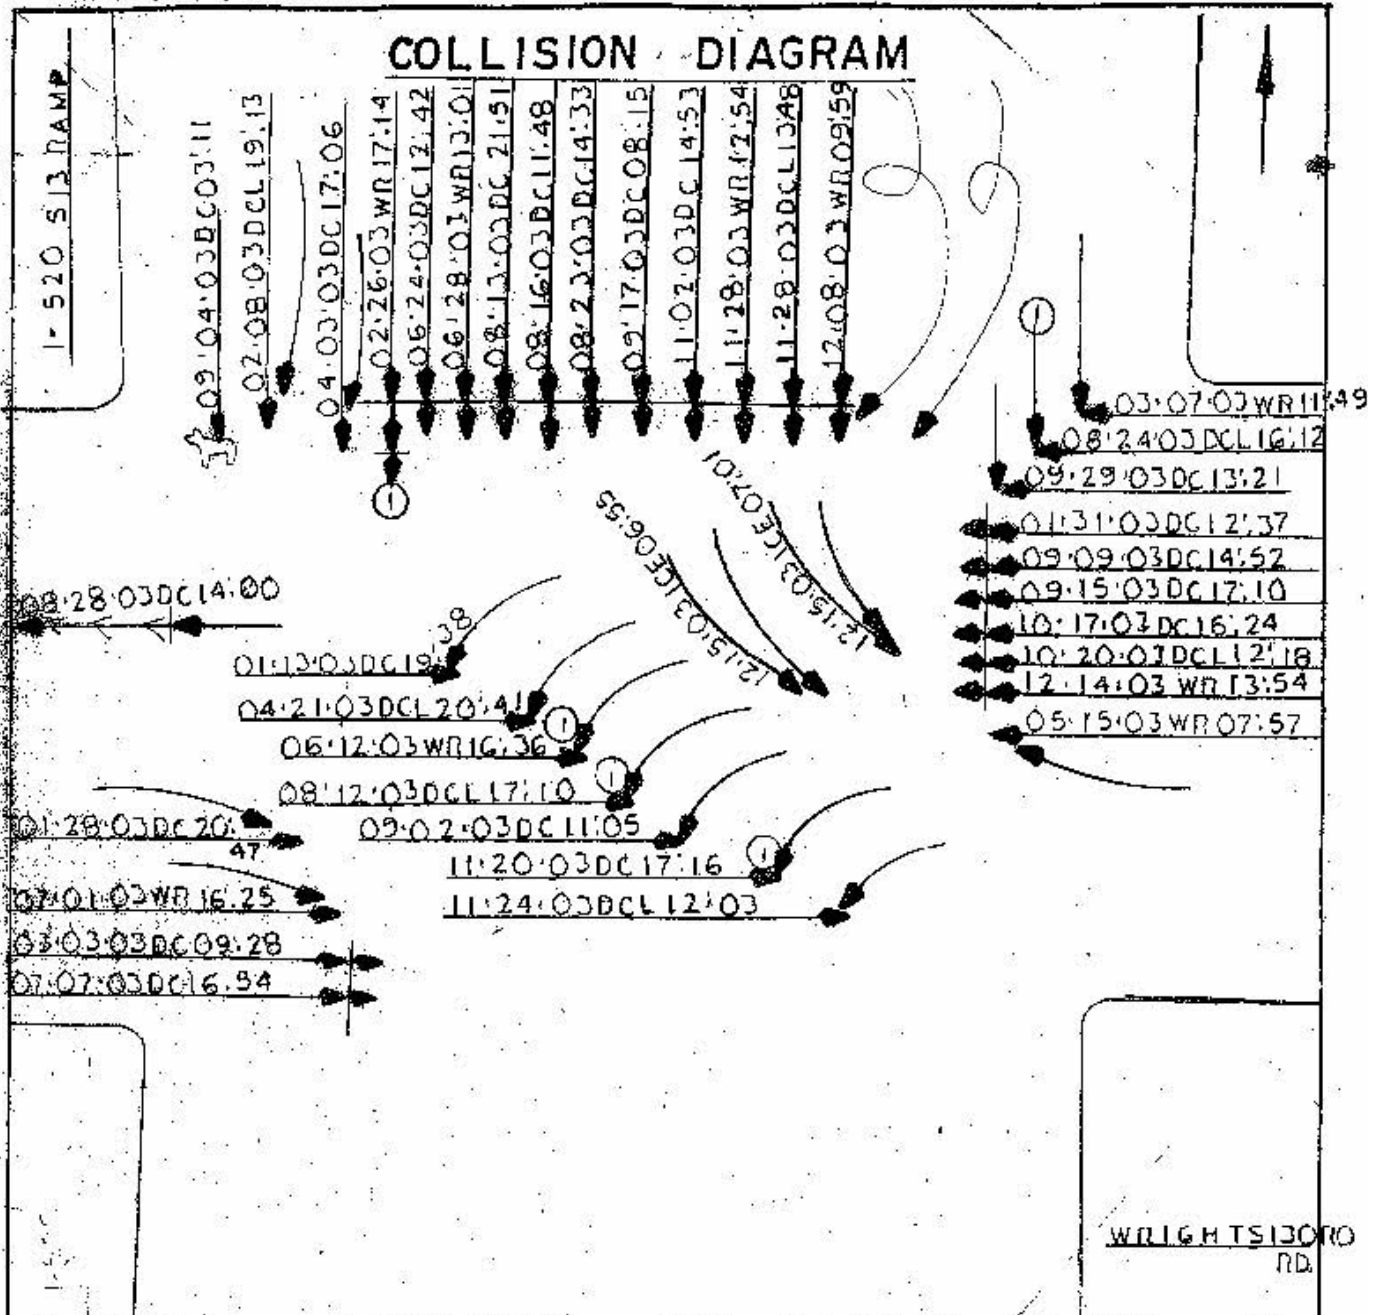 COLLISION DIAGRAM
I-520 S/B RAMP
09·04·03DC03:11
02·08·03DCL19:13
04·03·03DC17:06
02·26·03WR17:14
06·24·03DC12:42
06·28·03WR13:01
08·13·03DC21:51
08·16·03DC11:48
08·23·03DC14:33
09·17·03DC08:15
11·02·03DC14:53
11·28·03WR12:54
11·28·03DCL13:48
12·08·03WR09:59
1
1
03·07·03WR11:49
08·24·03DCL16:12
09·29·03DC13:21
01·31·03DC12:37
09·09·03DC14:52
09·15·03DC17:10
10·17·03DC16:24
10·20·03DCL12:18
12·14·03WR13:54
05·15·03WR07:57
12·15·03ICE06:55
12·15·03ICE07:01
08·28·03DC14:00
01·13·03DC19:38
04·21·03DCL20:41
1
06·12·03WR16:36
1
08·12·03DCL17:10
09·02·03DC11:05
1
11·20·03DC17:16
11·24·03DCL12:03
01·28·03DC20:
47
07·01·03WR16:25
03·03·03DC09:28
07·07·03DC16:54
WRIGHTSBORO
RD.